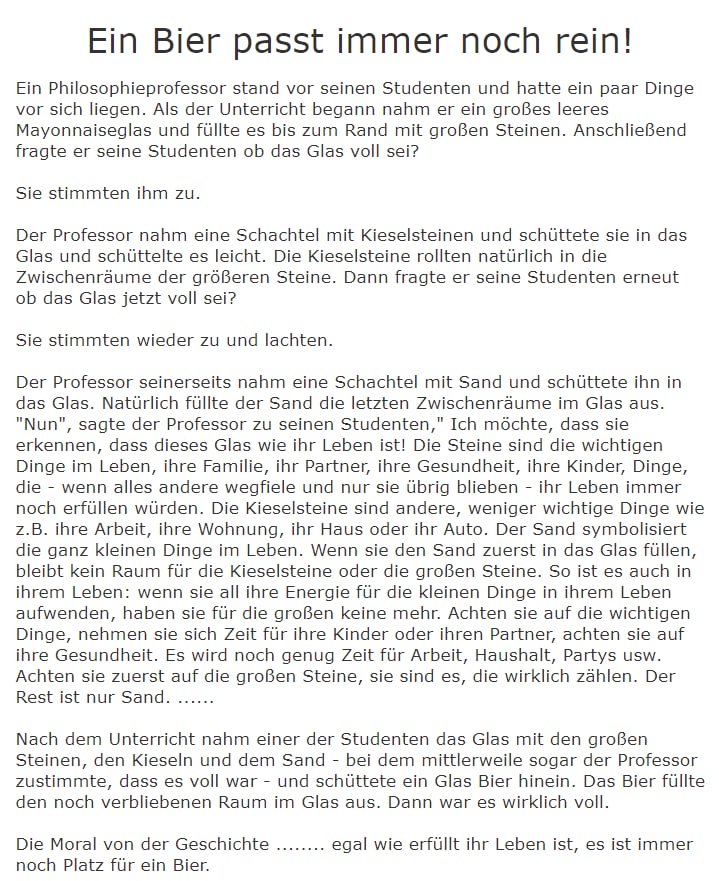 Ein Bier passt immer noch rein!
Ein Philosophieprofessor stand vor seinen Studenten und hatte ein paar Dinge
vor sich liegen. Als der Unterricht begann nahm er ein großes leeres
Mayonnaiseglas und füllte es bis zum Rand mit großen Steinen. Anschließend
fragte er seine Studenten ob das Glas voll sei?
Sie stimmten ihm zu.
Der Professor nahm eine Schachtel mit Kieselsteinen und schüttete sie in das
Glas und schüttelte es leicht. Die Kieselsteine rollten natürlich in die
Zwischenräume der größeren Steine. Dann fragte er seine Studenten erneut
ob das Glas jetzt voll sei?
Sie stimmten wieder zu und lachten.
Der Professor seinerseits nahm eine Schachtel mit Sand und schüttete ihn in
das Glas. Natürlich füllte der Sand die letzten Zwischenräume im Glas aus.
"Nun", sagte der Professor zu seinen Studenten," Ich möchte, dass sie
erkennen, dass dieses Glas wie ihr Leben ist! Die Steine sind die wichtigen
Dinge im Leben, ihre Familie, ihr Partner, ihre Gesundheit, ihre Kinder, Dinge,
die - wenn alles andere wegfiele und nur sie übrig blieben - ihr Leben immer
noch erfüllen würden. Die Kieselsteine sind andere, weniger wichtige Dinge wie
z.B. ihre Arbeit, ihre Wohnung, ihr Haus oder ihr Auto. Der Sand symbolisiert
die ganz kleinen Dinge im Leben. Wenn sie den Sand zuerst in das Glas füllen,
bleibt kein Raum für die Kieselsteine oder die großen Steine. So ist es auch in
ihrem Leben: wenn sie all ihre Energie für die kleinen Dinge in ihrem Leben
aufwenden, haben sie für die großen keine mehr. Achten sie auf die wichtigen
Dinge, nehmen sie sich Zeit für ihre Kinder oder ihren Partner, achten sie auf
ihre Gesundheit. Es wird noch genug Zeit für Arbeit, Haushalt, Partys usw.
Achten sie zuerst auf die großen Steine, sie sind es, die wirklich zählen. Der
Rest ist nur Sand. ......
Nach dem Unterricht nahm einer der Studenten das Glas mit den großen
Steinen, den Kieseln und dem Sand - bei dem mittlerweile sogar der Professor
zustimmte, dass es voll war - und schüttete ein Glas Bier hinein. Das Bier füllte
den noch verbliebenen Raum im Glas aus. Dann war es wirklich voll.
Die Moral von der Geschichte ........ egal wie erfüllt ihr Leben ist, es ist immer
noch Platz für ein Bier.